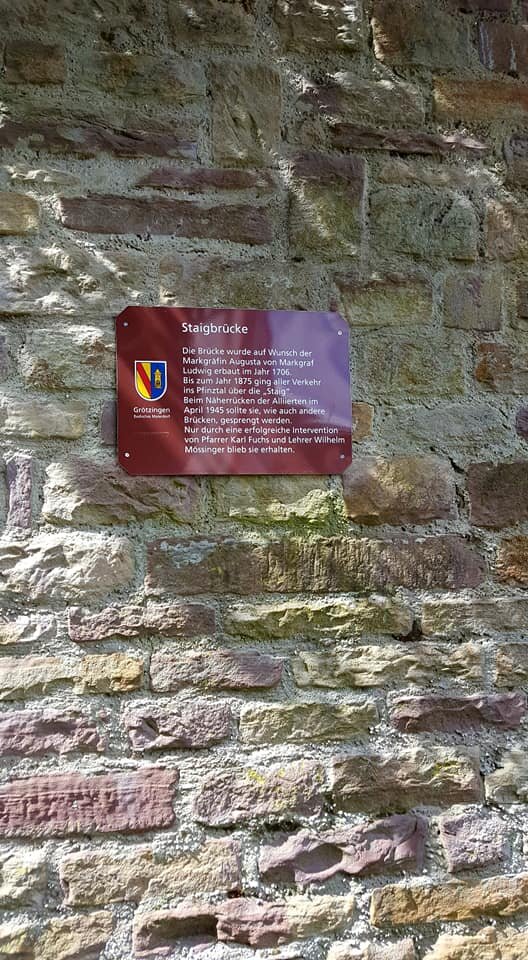 Staigbrücke
Die Brücke wurde auf Wunsch der
Markgräfin Augusta von Markgraf
Ludwig erbaut im Jahr 1706.
Bis zum Jahr 1875 ging aller Verkehr
ins Pfinztal über die „Staig“.
Beim Näherrücken der Alliierten im
April 1945 sollte sie, wie auch andere
Brücken, gesprengt werden.
Nur durch eine erfolgreiche Intervention
von Pfarrer Karl Fuchs und Lehrer Wilhelm
Mössinger blieb sie erhalten.
Grötzingen
Badisches Malerdorf